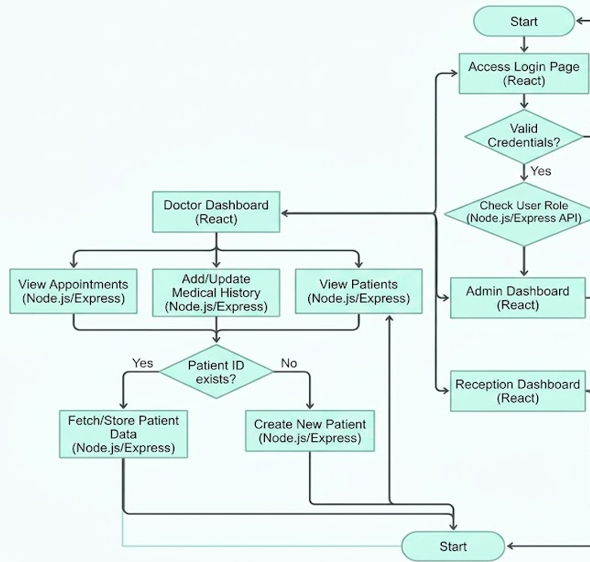 Start
Access Login Page
(React)
Valid
Credentials?
Yes
Check User Role
(Node.js/Express API)
Doctor Dashboard
(React)
View Appointments
(Node.js/Express)
Add/Update
Medical History
(Node.js/Express)
View Patients
(Node.js/Express)
Admin Dashboard
(React)
Yes
Patient ID
exists?
No
Reception Dashboard
(React)
Fetch/Store Patient
Data
(Node.js/Express)
Create New Patient
(Node.js/Express)
Start